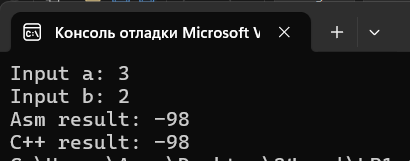 Консоль отладки Microsoft V
Input a: 3
Input b: 2
Asm result: -98
C++ result: -98